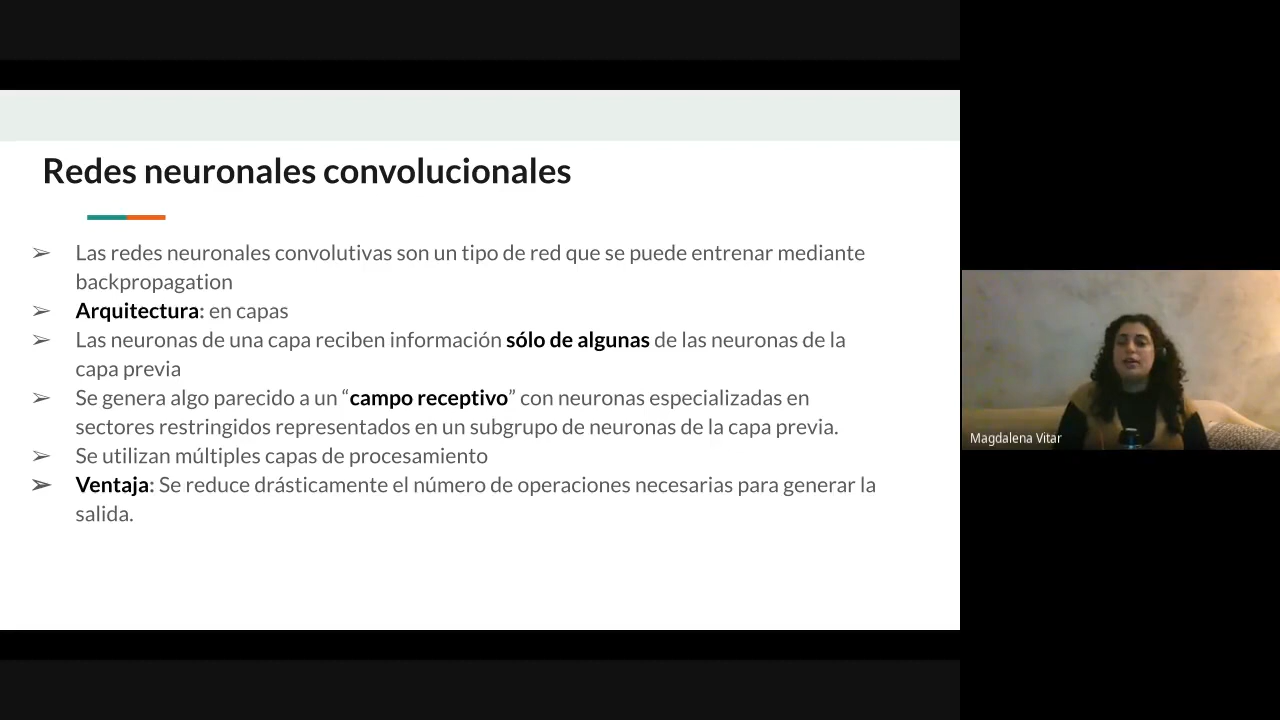 Redes neuronales convolucionales
➢ Las redes neuronales convolutivas son un tipo de red que se puede entrenar mediante
backpropagation
➢ Arquitectura: en capas
➢ Las neuronas de una capa reciben información sólo de algunas de las neuronas de la
capa previa
➢ Se genera algo parecido a un “campo receptivo” con neuronas especializadas en
sectores restringidos representados en un subgrupo de neuronas de la capa previa.
➢ Se utilizan múltiples capas de procesamiento
➢ Ventaja: Se reduce drásticamente el número de operaciones necesarias para generar la
salida.
Magdalena Vitar